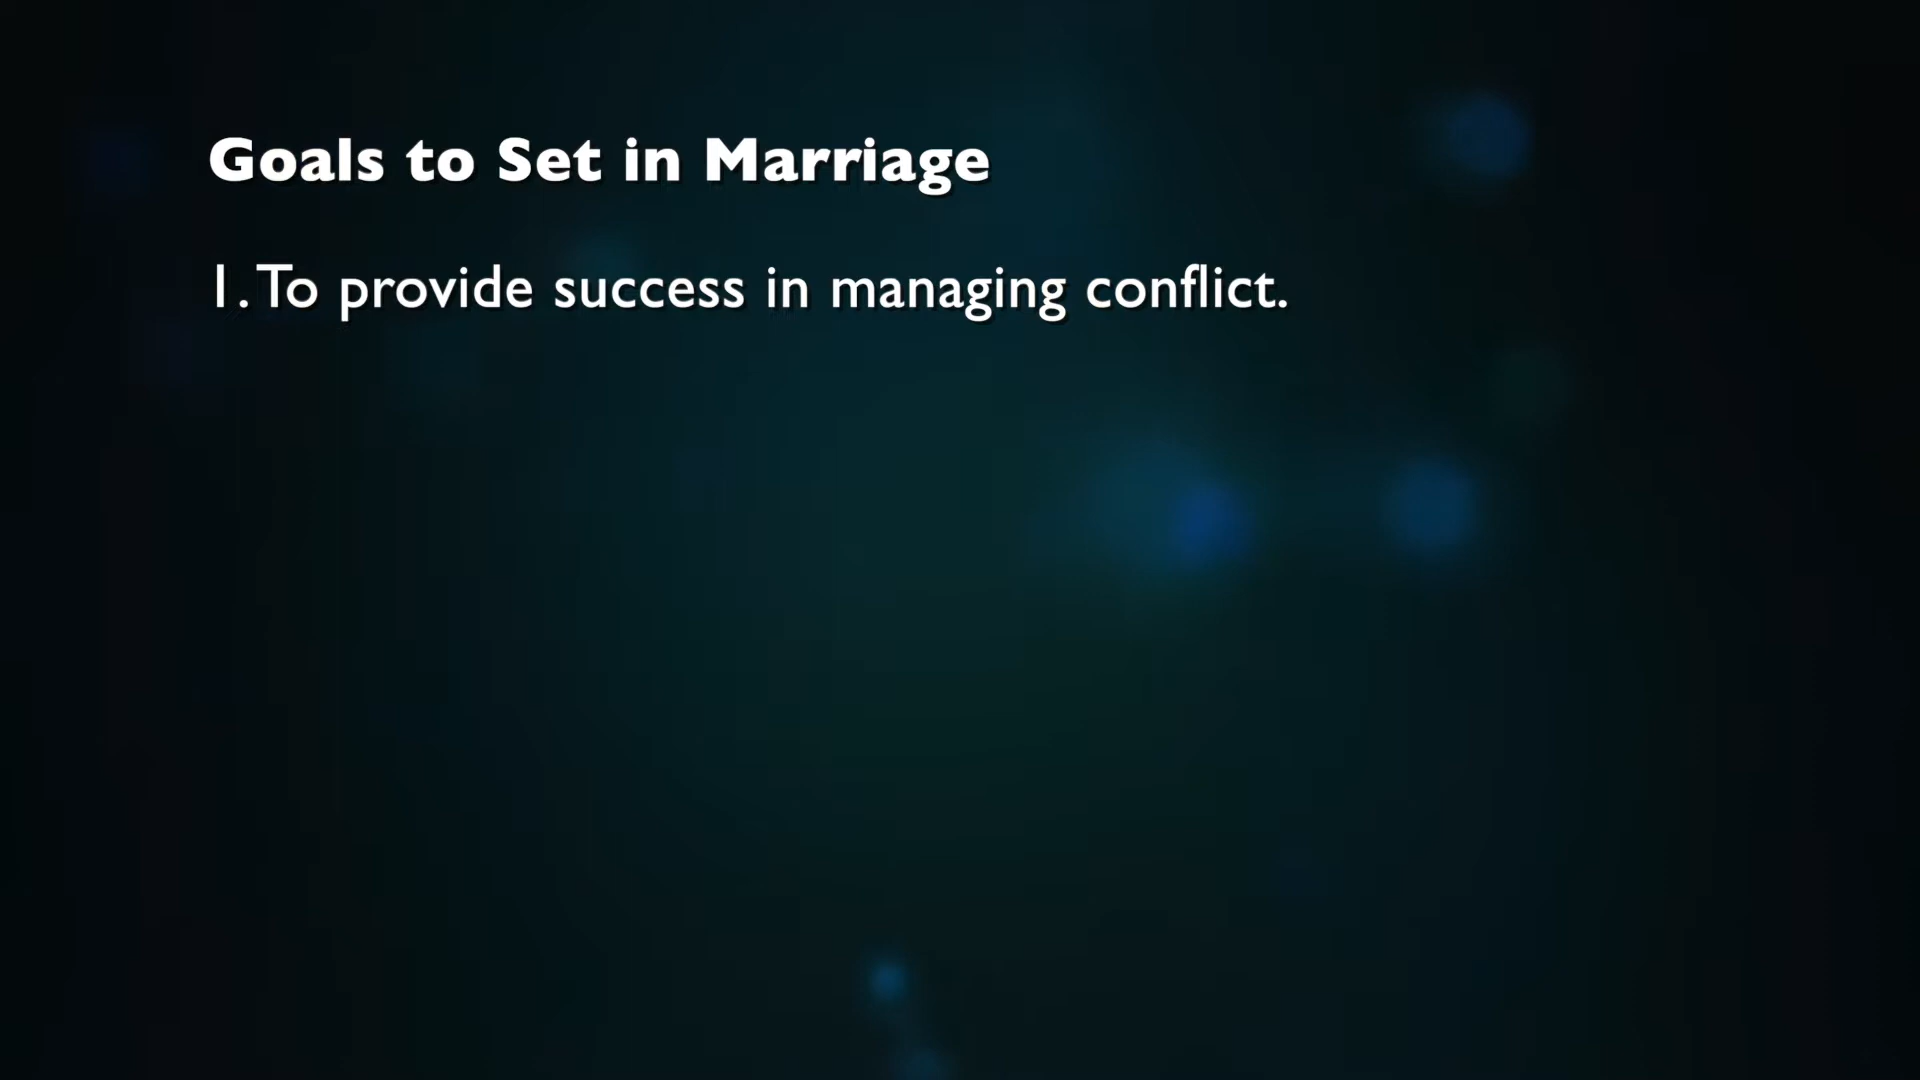 Goals to Set in Marriage
1. To provide success in managing conflict.